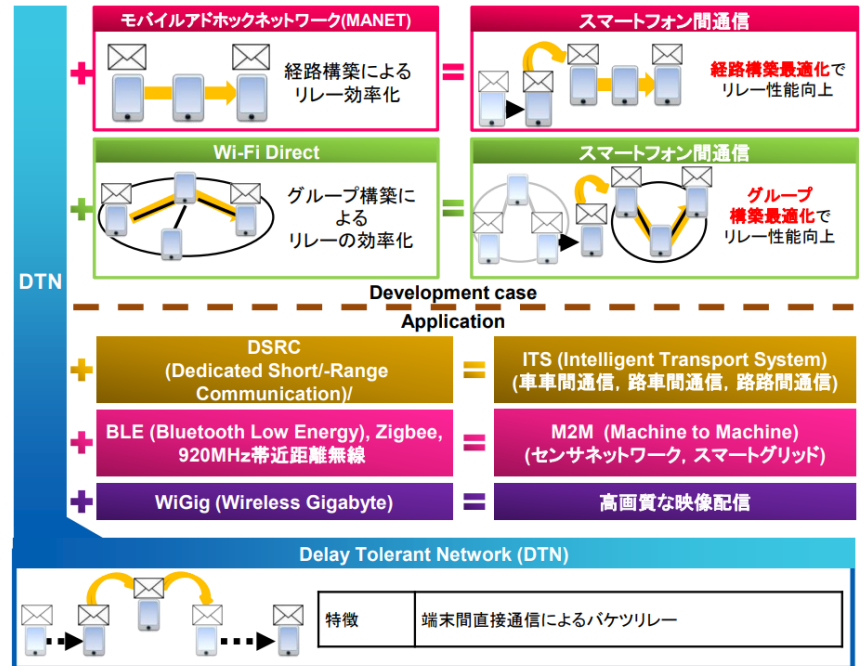 モバイルアドホックネットワーク(MANET)
スマートフォン間通信
経路構築による
リレー効率化
経路構築最適化で
リレー性能向上
Wi-Fi Direct
スマートフォン間通信
グループ構築に
よる
リレーの効率化
グループ
構築最適化で
リレー性能向上
DTN
Development case
Application
DSRC
(Dedicated Short/-Range
Communication)/
ITS (Intelligent Transport System)
(車車間通信, 路車間通信, 路路間通信)
BLE (Bluetooth Low Energy), Zigbee,
920MHz帯近距離無線
M2M (Machine to Machine)
(センサネットワーク, スマートグリッド)
WiGig (Wireless Gigabyte)
高画質な映像配信
Delay Tolerant Network (DTN)
特徴
端末間直接通信によるバケツリレー